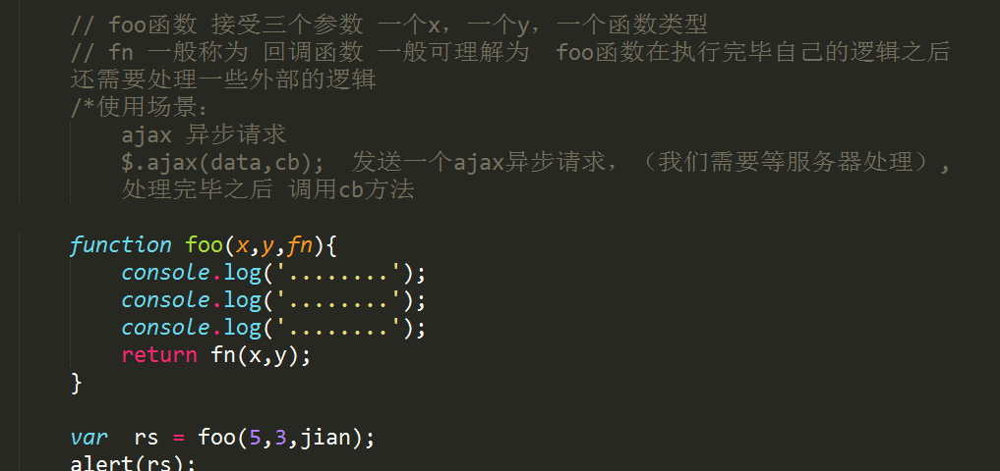 // foo函数 接受三个参数 一个x，一个y，一个函数类型
// fn 一般称为 回调函数 一般可理解为  foo函数在执行完毕自己的逻辑之后
还需要处理一些外部的逻辑
/*使用场景：
ajax 异步请求
$.ajax(data,cb);  发送一个ajax异步请求，（我们需要等服务器处理）,
处理完毕之后 调用cb方法
function foo(x,y,fn){
console.log('........');
console.log('........');
console.log('........');
return fn(x,y);
}
var  rs = foo(5,3,jian);
alert(rs);